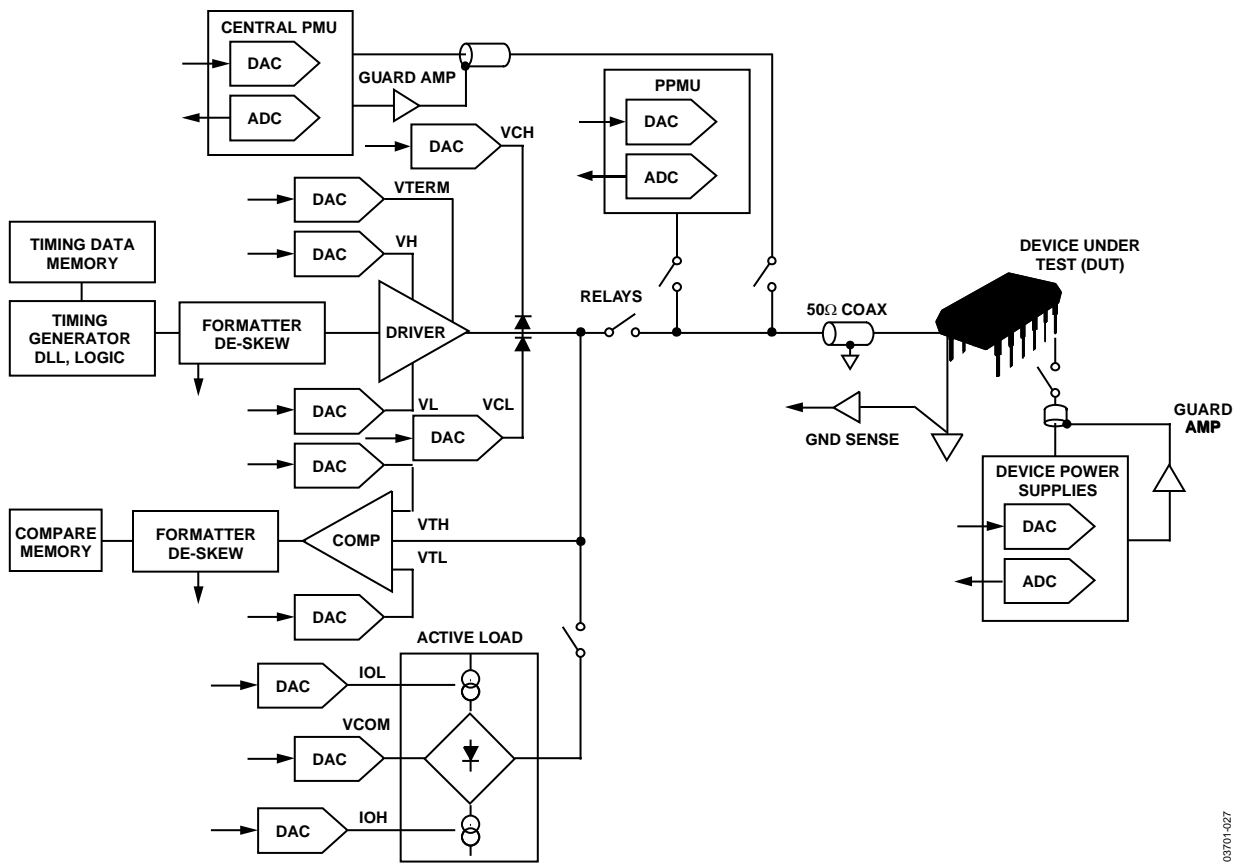 CENTRAL PMU
DAC
ADC
GUARD AMP
PPMU
DAC
ADC
DAC
VCH
DAC
VTERM
DAC
VH
TIMING DATA
MEMORY
TIMING
GENERATOR
DLL, LOGIC
FORMATTER
DE-SKEW
DRIVER
RELAYS
50Ω COAX
DEVICE UNDER
TEST (DUT)
DAC
VL
VCL
DAC
DAC
GND SENSE
GUARD
AMP
DEVICE POWER
SUPPLIES
DAC
ADC
COMPARE
MEMORY
FORMATTER
DE-SKEW
COMP
VTH
VTL
DAC
ACTIVE LOAD
DAC
IOL
DAC
VCOM
DAC
IOH
03701-027